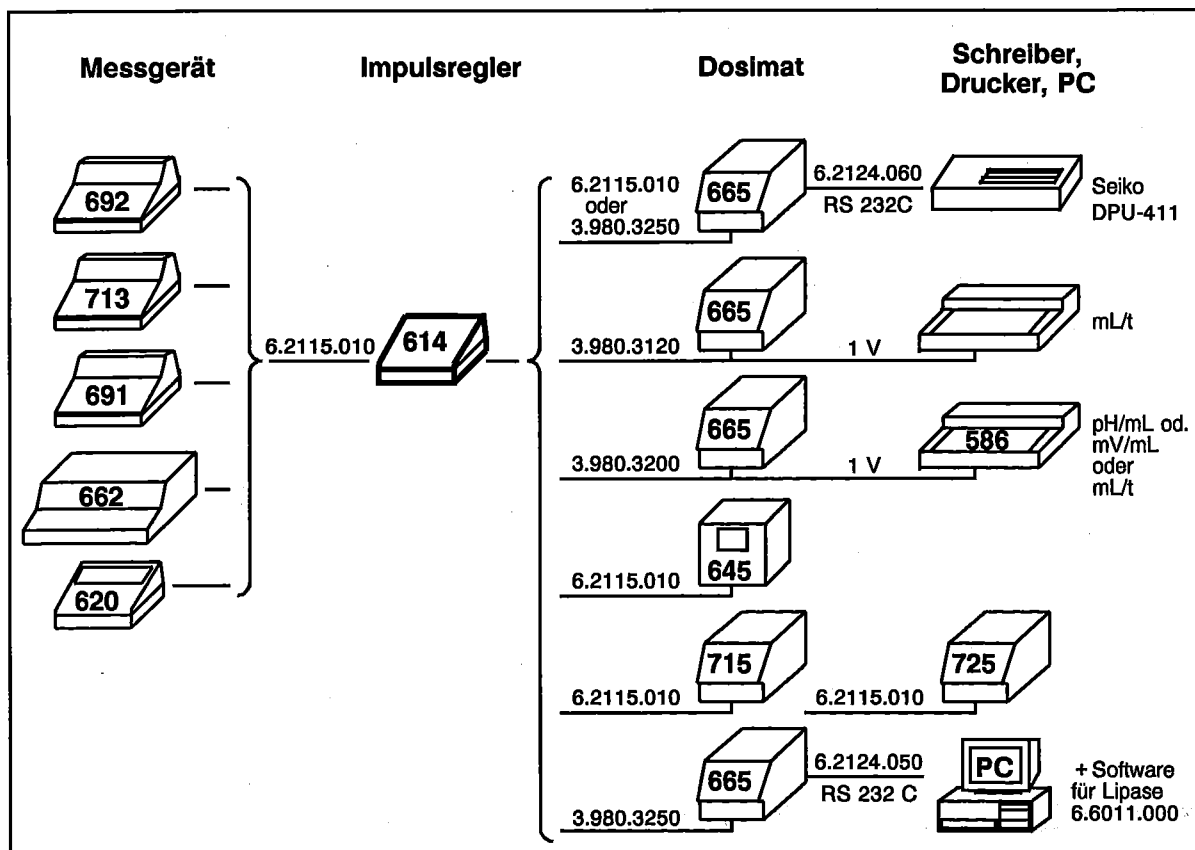 Messgerät
Impulsregler
Dosimat
Schreiber,
Drucker, PC
692
713
691
662
620
6.2115.010
614
6.2115.010
oder
3.980.3250
665
6.2124.060
RS 232C
Seiko
DPU-411
3.980.3120
665
1 V
mL/t
3.980.3200
665
1 V
586
pH/mL od.
mV/mL
oder
mL/t
6.2115.010
645
6.2115.010
715
6.2115.010
725
3.980.3250
665
6.2124.050
RS 232 C
PC
+ Software
für Lipase
6.6011.000